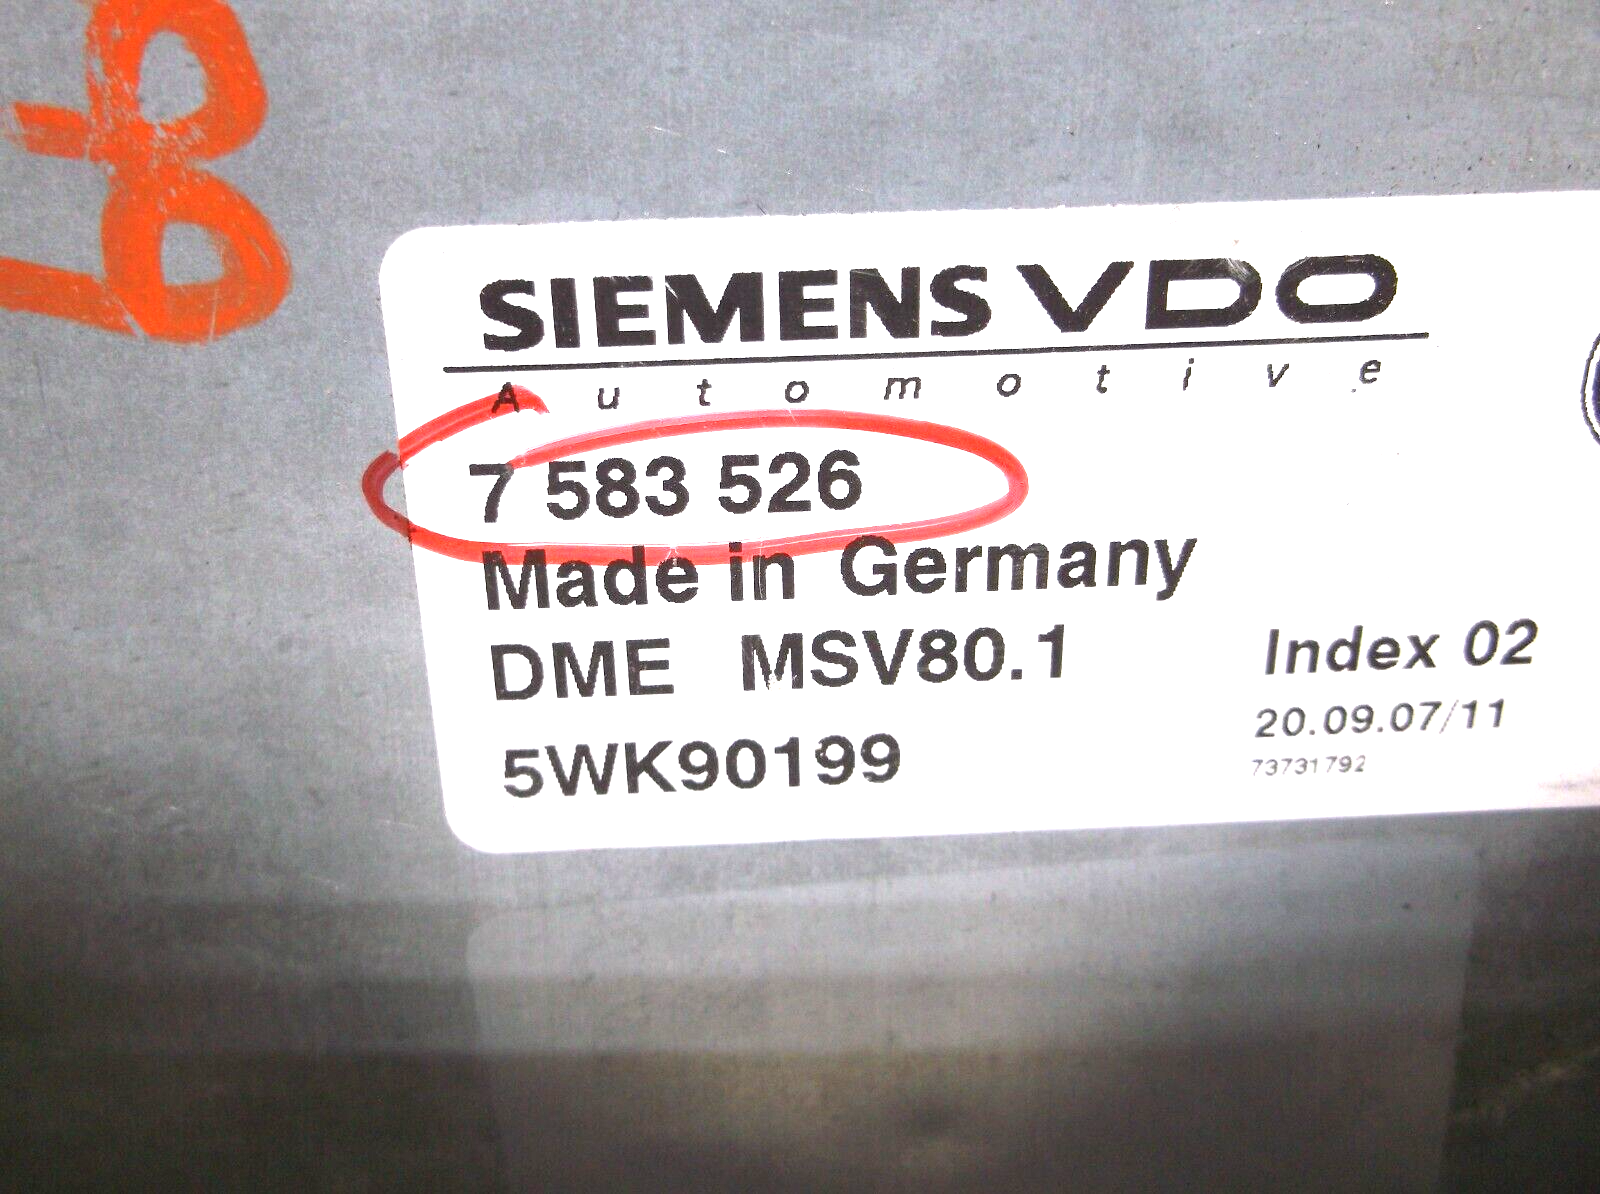 SIEMENS VDO
Automotive
7 583 526
Made in Germany
DME MSV80.1
Index 02
20.09.07/11
5WK90199
73731792